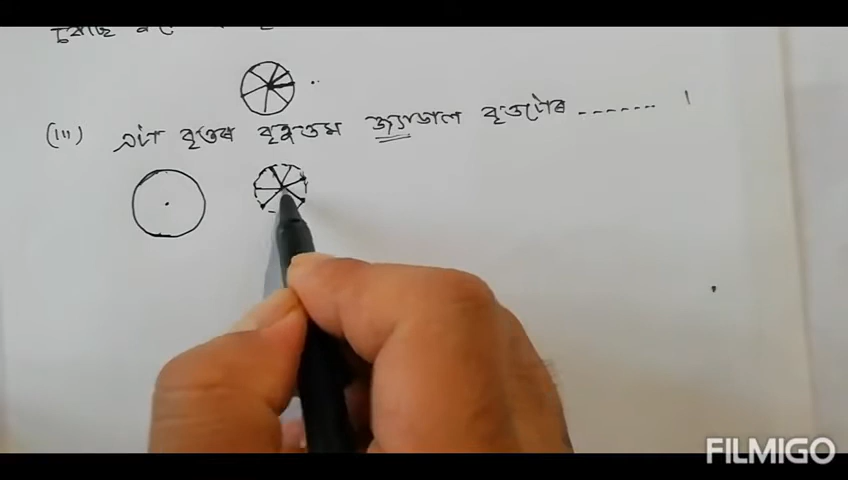 (iii) এটা বৃত্তৰ বৃহত্তম জ্যাডাল বৃত্তটোৰ ------- ।
FILMIGO